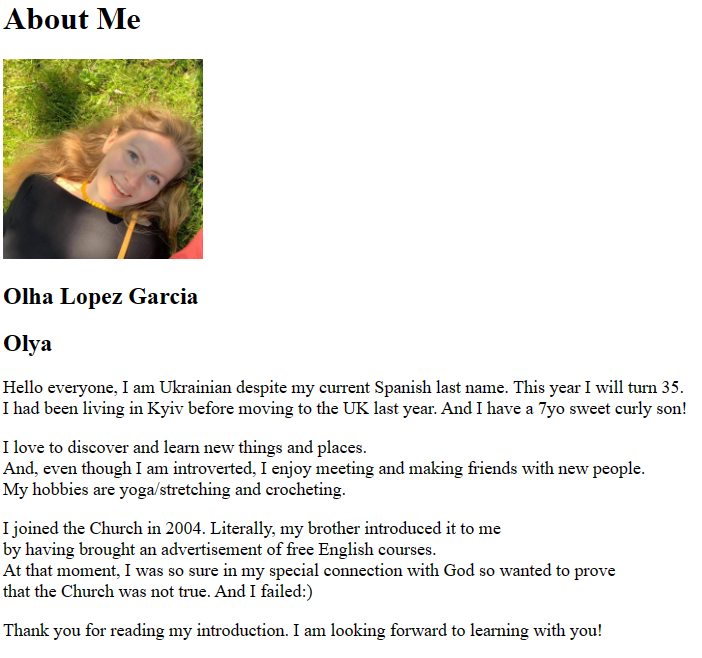 About Me
Olha Lopez Garcia
Olya
Hello everyone, I am Ukrainian despite my current Spanish last name. This year I will turn 35.
I had been living in Kyiv before moving to the UK last year. And I have a 7yo sweet curly son!
I love to discover and learn new things and places.
And, even though I am introverted, I enjoy meeting and making friends with new people.
My hobbies are yoga/stretching and crocheting.
I joined the Church in 2004. Literally, my brother introduced it to me
by having brought an advertisement of free English courses.
At that moment, I was so sure in my special connection with God so wanted to prove
that the Church was not true. And I failed:)
Thank you for reading my introduction. I am looking forward to learning with you!